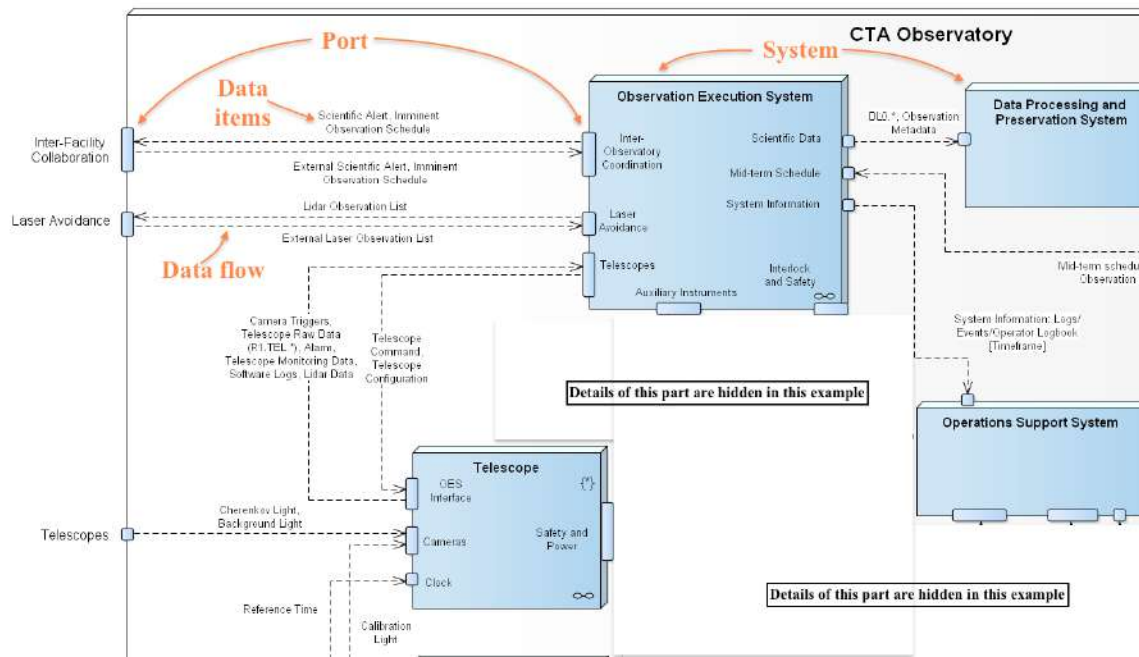 CTA Observatory
Port
System
Data
items
Observation Execution System
Data Processing and
Preservation System
Scientific Alert, Imminent
Observation Schedule
Inter-Facility
Collaboration
Inter-
Observatory
Coordination
Scientific Data
DL0.*, Observation
Metadata
External Scientific Alert, Imminent
Observation Schedule
Mid-term Schedule
Lidar Observation List
System Information
Laser Avoidance
Laser
Avoidance
External Laser Observation List
Data flow
Telescopes
Interlock
and Safety
Auxiliary Instruments
Mid-term schedu
Observation
Camera Triggers,
Telescope Raw Data
(R1.TEL.*), Alarm,
Telescope Monitoring Data,
Software Logs, Lidar Data
Telescope
Command,
Telescope
Configuration
System Information: Logs/
Events/Operator Logbook
[Timeframe]
Details of this part are hidden in this example
Operations Support System
Telescope
OES
Interface
{*}
Cherenkov Light,
Background Light
Telescopes
Cameras
Safety and
Power
Clock
Details of this part are hidden in this example
Reference Time
Calibration
Light